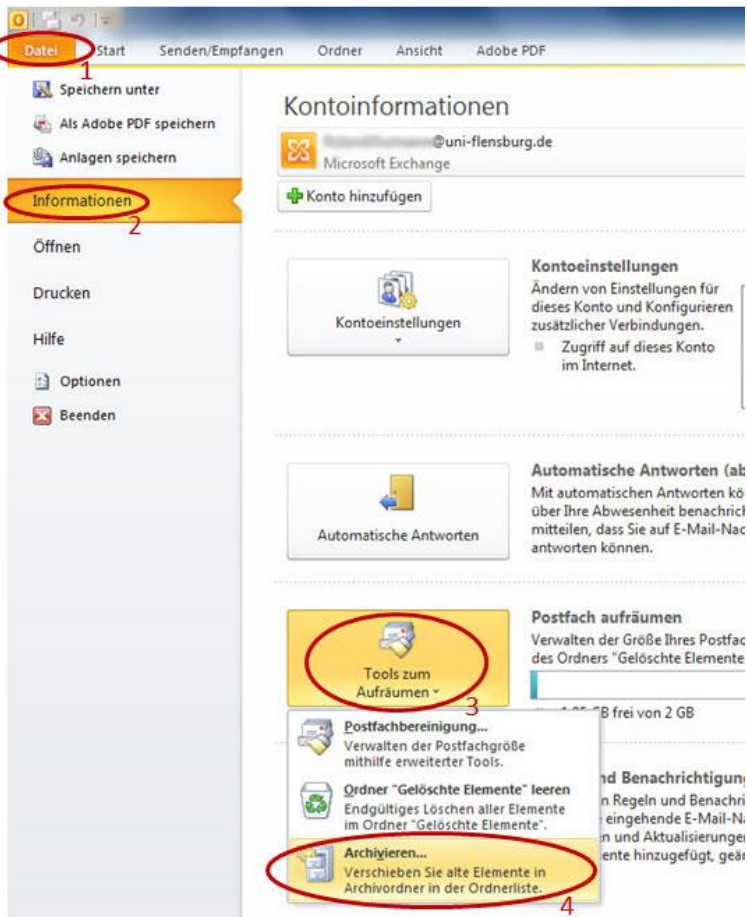 Datei Start Senden/Empfangen Ordner Ansicht Adobe PDF
1
Speichern unter
Als Adobe PDF speichern
Anlagen speichern
Informationen
2
Öffnen
Drucken
Hilfe
Optionen
Beenden
Kontoinformationen
@uni-flensburg.de
Microsoft Exchange
Konto hinzufügen
Kontoeinstellungen
Kontoeinstellungen
Ändern von Einstellungen für
dieses Konto und Konfigurieren
zusätzlicher Verbindungen.
Zugriff auf dieses Konto
im Internet.
Automatische Antworten
Automatische Antworten (ab
Mit automatischen Antworten kö
über Ihre Abwesenheit benachrich
mitteilen, dass Sie auf E-Mail-Nac
antworten können.
Tools zum
Aufräumen
3
Postfach aufräumen
Verwalten der Größe Ihres Postfac
des Ordners "Gelöschte Elemente
GB frei von 2 GB
Postfachbereinigung...
Verwalten der Postfachgröße
mithilfe erweiterter Tools.
Ordner "Gelöschte Elemente" leeren
Endgültiges Löschen aller Elemente
im Ordner "Gelöschte Elemente".
Archivieren...
Verschieben Sie alte Elemente in
Archivordner in der Ordnerliste.
4
nd Benachrichtigung
n Regeln und Benachri
eingehende E-Mail-Na
n und Aktualisierunge
ente hinzugefügt, geän